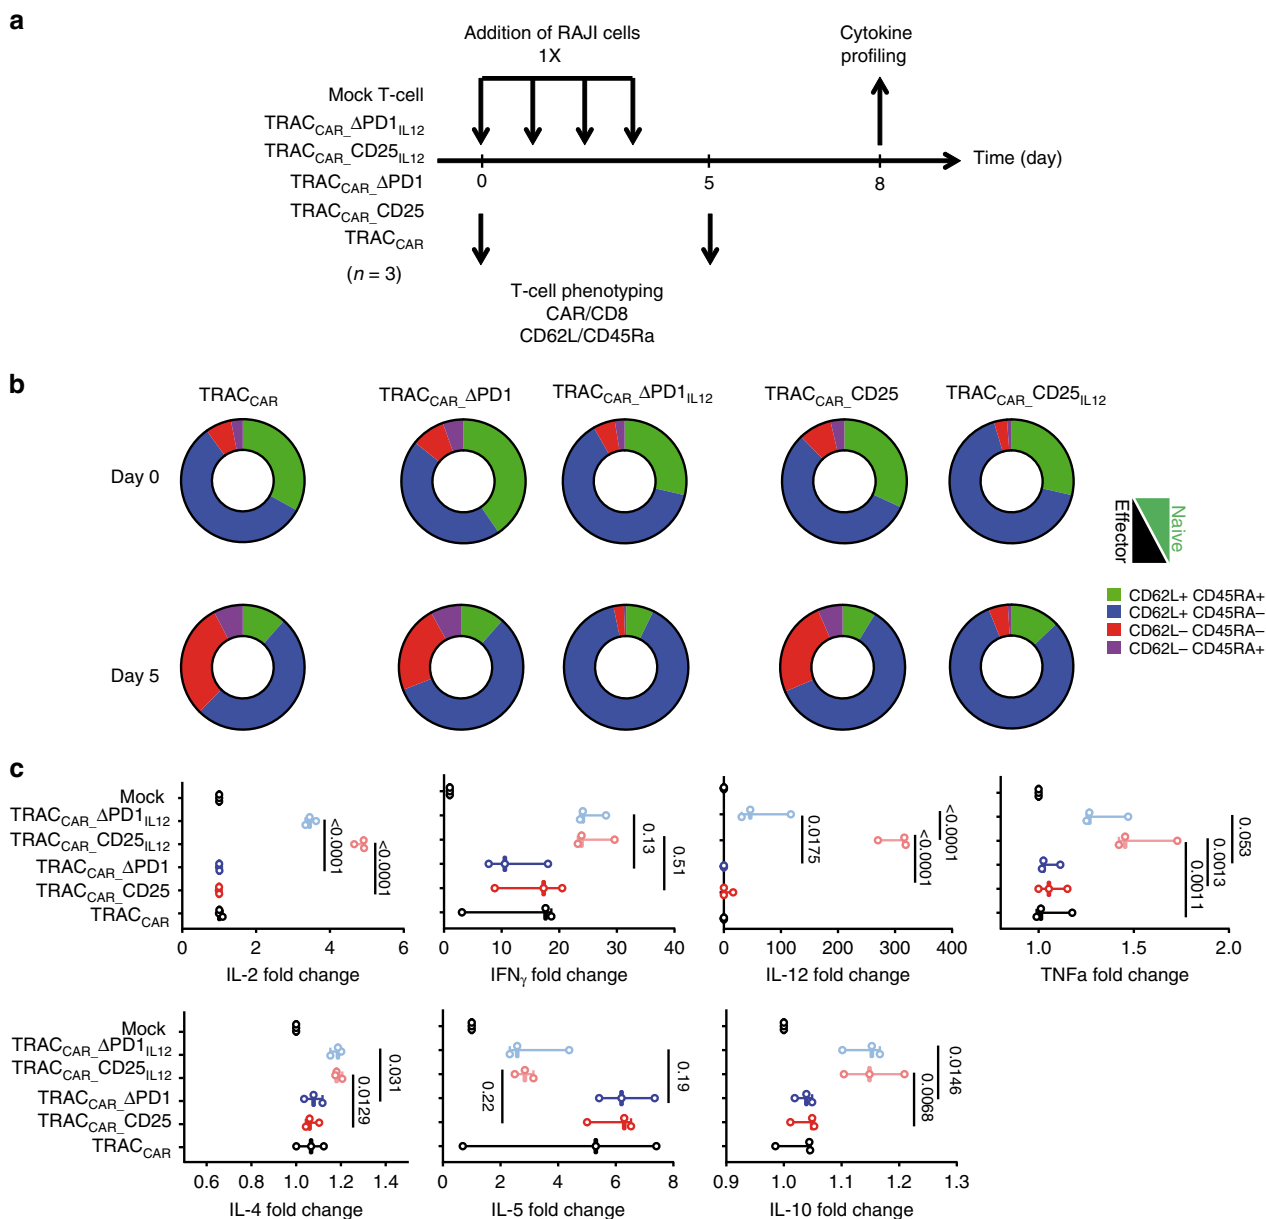 a
Addition of RAJI cells
1X
Cytokine
profiling
Mock T-cell
TRACCAR_ΔPD1IL12
TRACCAR_CD25IL12
TRACCAR_ΔPD1
TRACCAR_CD25
TRACCAR
(n = 3)
0
5
8
Time (day)
T-cell phenotyping
CAR/CD8
CD62L/CD45Ra
b
TRACCAR
TRACCAR_ΔPD1
TRACCAR_ΔPD1IL12
TRACCAR_CD25
TRACCAR_CD25IL12
Day 0
Day 5
Effector
Naive
CD62L+ CD45RA+
CD62L+ CD45RA–
CD62L– CD45RA–
CD62L– CD45RA+
c
Mock
TRACCAR_ΔPD1IL12
TRACCAR_CD25IL12
TRACCAR_ΔPD1
TRACCAR_CD25
TRACCAR
<0.0001
<0.0001
0 2 4 6
IL-2 fold change
0.13
0.51
0 10 20 30 40
IFNγ fold change
0.0175
<0.0001
<0.0001
0 100 200 300 400
IL-12 fold change
0.0011
0.0013
0.053
1.0 1.5 2.0
TNFa fold change
Mock
TRACCAR_ΔPD1IL12
TRACCAR_CD25IL12
TRACCAR_ΔPD1
TRACCAR_CD25
TRACCAR
0.0129
0.031
0.6 0.8 1.0 1.2 1.4
IL-4 fold change
0.22
0.19
0 2 4 6 8
IL-5 fold change
0.0068
0.0146
0.9 1.0 1.1 1.2 1.3
IL-10 fold change